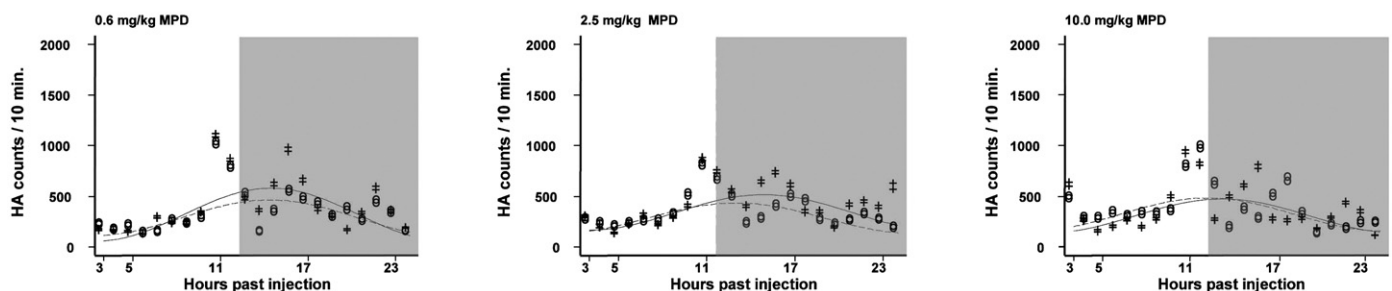 0.6 mg/kg MPD
HA counts / 10 min.
2000
1500
1000
500
0
3 5 11 17 23
Hours past injection
2.5 mg/kg MPD
HA counts / 10 min.
2000
1500
1000
500
0
3 5 11 17 23
Hours past injection
10.0 mg/kg MPD
HA counts / 10 min.
2000
1500
1000
500
0
3 5 11 17 23
Hours past injection